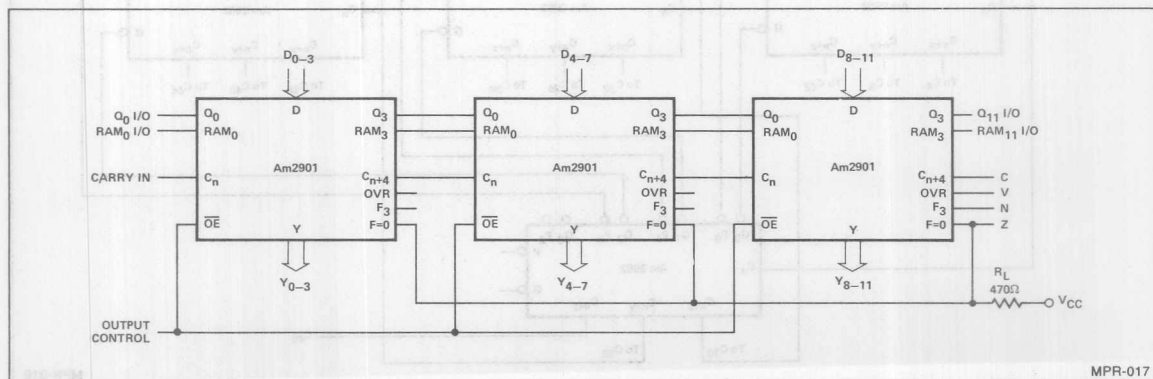 D0–3
D4–7
D8–11
Q0 I/O
Q0
D
Q3
Q0
D
Q3
Q0
D
Q3
Q11 I/O
RAM0 I/O
RAM0
RAM3
RAM0
RAM3
RAM0
RAM3
RAM11 I/O
Am2901
Am2901
Am2901
CARRY IN
Cn
Cn+4
Cn
Cn+4
Cn
Cn+4
C
OVR
OVR
OVR
V
F3
F3
F3
N
OE
Y
F=0
OE
Y
F=0
OE
Y
F=0
Z
Y0–3
Y4–7
Y8–11
RL
470Ω
VCC
OUTPUT
CONTROL
MPR-017